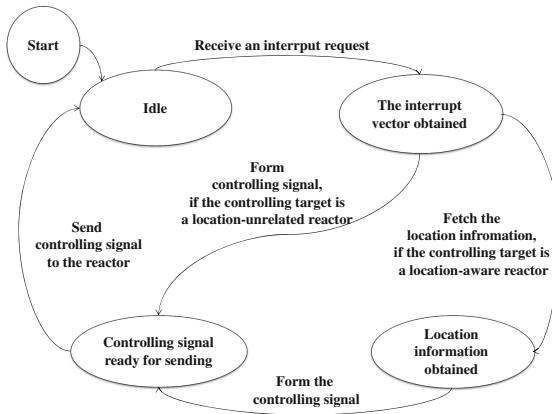 Start
Receive an interrput request
Idle
The interrupt
vector obtained
Form
controlling signal,
if the controlling target is
a location-unrelated reactor
Send
controlling signal
to the reactor
Fetch the
location infromation,
if the controlling target is
a location-aware reactor
Controlling signal
ready for sending
Location
information
obtained
Form the
controlling signal